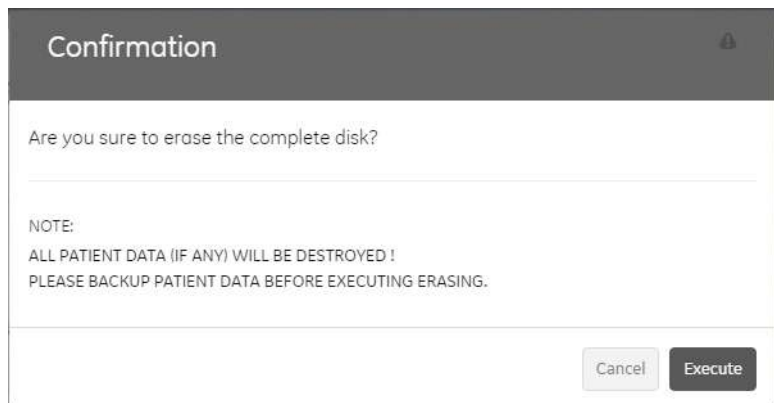 Confirmation
Are you sure to erase the complete disk?
NOTE:
ALL PATIENT DATA (IF ANY) WILL BE DESTROYED !
PLEASE BACKUP PATIENT DATA BEFORE EXECUTING ERASING.
Cancel
Execute